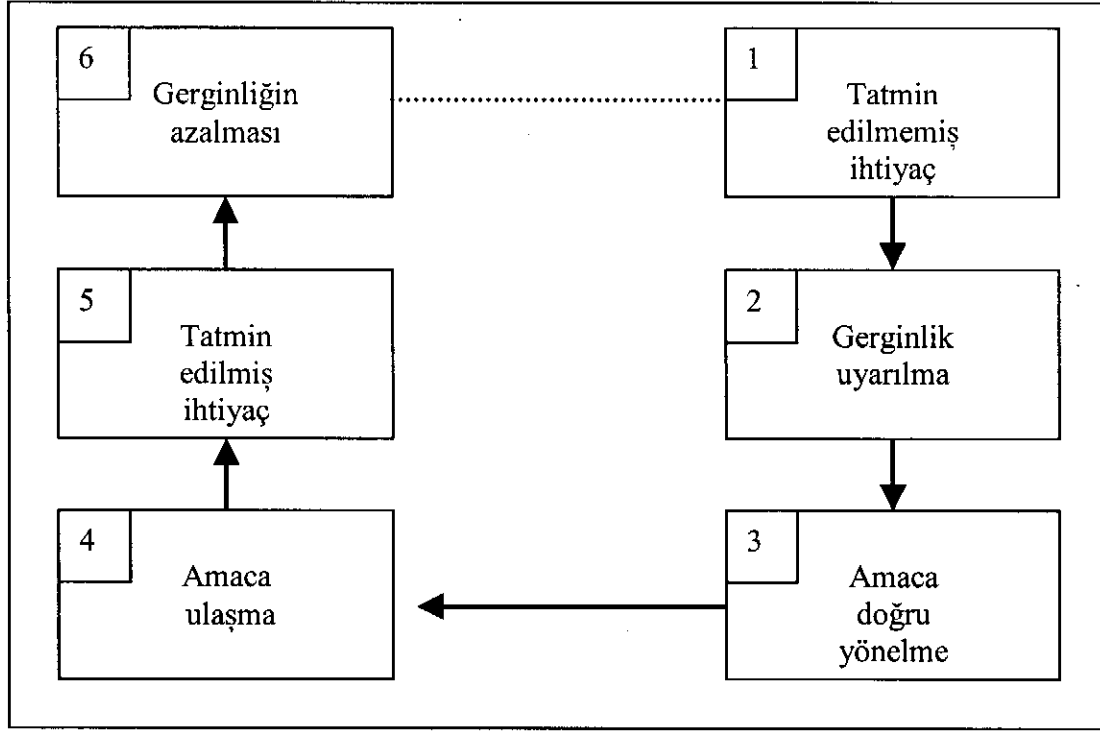 6
Gerginliğin
azalması
1
Tatmin
edilmemiş
ihtiyaç
5
Tatmin
edilmiş
ihtiyaç
2
Gerginlik
uyarılma
4
Amaca
ulaşma
3
Amaca
doğru
yönelme